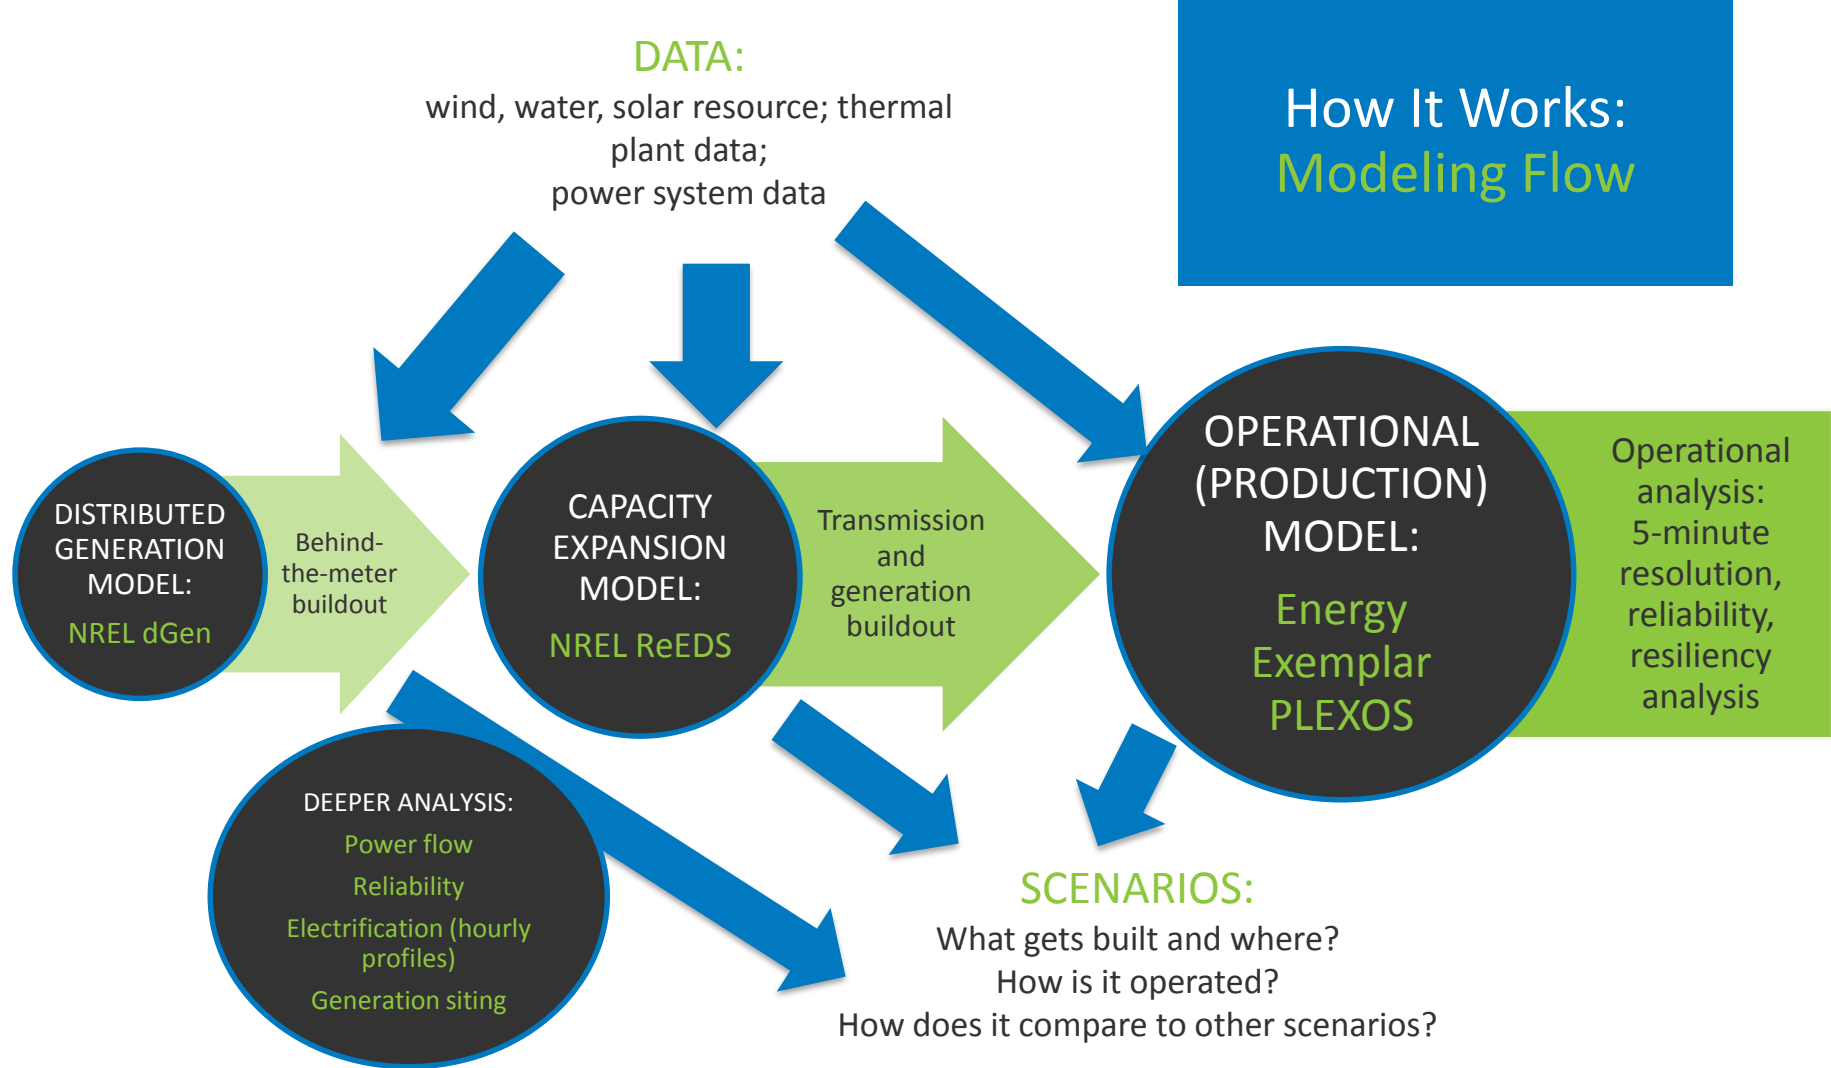 DATA:
wind, water, solar resource; thermal
plant data;
power system data
How It Works:
Modeling Flow
DISTRIBUTED
GENERATION
MODEL:
NREL dGen
Behind-
the-meter
buildout
CAPACITY
EXPANSION
MODEL:
NREL ReEDS
Transmission
and
generation
buildout
OPERATIONAL
(PRODUCTION)
MODEL:
Energy
Exemplar
PLEXOS
Operational
analysis:
5-minute
resolution,
reliability,
resiliency
analysis
DEEPER ANALYSIS:
Power flow
Reliability
Electrification (hourly
profiles)
Generation siting
SCENARIOS:
What gets built and where?
How is it operated?
How does it compare to other scenarios?